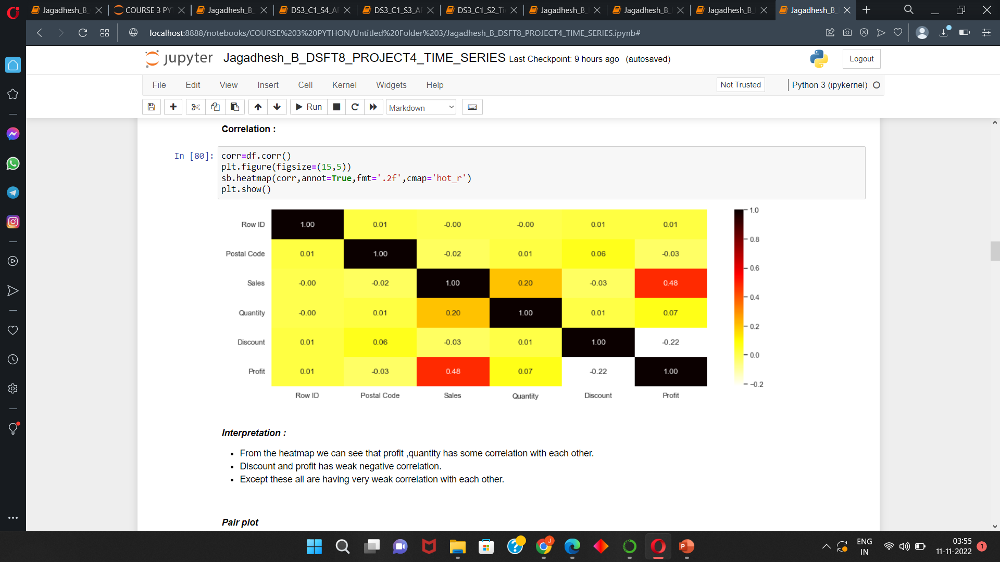 Jagadhesh_B_
COURSE 3 PY
Jagadhesh_B_
DS3_C1_S4_A
DS3_C1_S3_A
DS3_C1_S2_Ti
Jagadhesh_B_
Jagadhesh_B_
Jagadhesh_B_
Jagadhesh_B_
localhost:8888/notebooks/COURSE%203%20PYTHON/Untitled%20Folder%203/Jagadhesh_B_DSFT8_PROJECT4_TIME_SERIES.ipynb#
jupyter Jagadhesh_B_DSFT8_PROJECT4_TIME_SERIES Last Checkpoint: 9 hours ago (autosaved)
Logout
File Edit View Insert Cell Kernel Widgets Help
Not Trusted
Python 3 (ipykernel)
Run
Markdown
Correlation :
In [80]:
corr=df.corr()
plt.figure(figsize=(15,5))
sb.heatmap(corr,annot=True,fmt='.2f',cmap='hot_r')
plt.show()
Row ID 1.00 0.01 -0.00 -0.00 0.01 0.01
Postal Code 0.01 1.00 -0.02 0.01 0.06 -0.03
Sales -0.00 -0.02 1.00 0.20 -0.03 0.48
Quantity -0.00 0.01 0.20 1.00 0.01 0.07
Discount 0.01 0.06 -0.03 0.01 1.00 -0.22
Profit 0.01 -0.03 0.48 0.07 -0.22 1.00
Row ID Postal Code Sales Quantity Discount Profit
1.0
0.8
0.6
0.4
0.2
0.0
-0.2
Interpretation :
• From the heatmap we can see that profit ,quantity has some correlation with each other.
• Discount and profit has weak negative correlation.
• Except these all are having very weak correlation with each other.
Pair plot
J
P
ENG
IN
03:55
11-11-2022
1